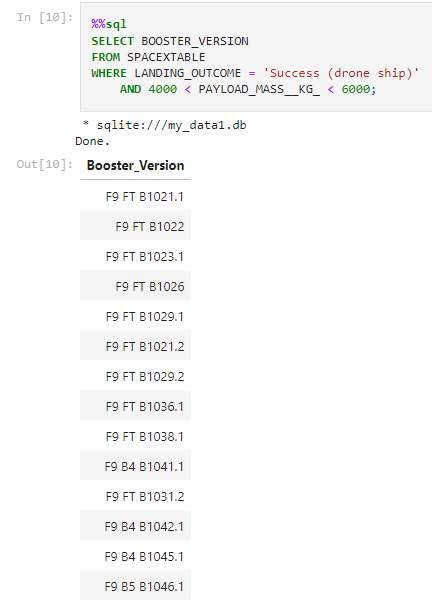 In [10]:
%%sql
SELECT BOOSTER_VERSION
FROM SPACEXTABLE
WHERE LANDING_OUTCOME = 'Success (drone ship)'
    AND 4000 < PAYLOAD_MASS__KG_ < 6000;
* sqlite:///my_data1.db
Done.
Out[10]:
Booster_Version
F9 FT B1021.1
F9 FT B1022
F9 FT B1023.1
F9 FT B1026
F9 FT B1029.1
F9 FT B1021.2
F9 FT B1029.2
F9 FT B1036.1
F9 FT B1038.1
F9 B4 B1041.1
F9 FT B1031.2
F9 B4 B1042.1
F9 B4 B1045.1
F9 B5 B1046.1